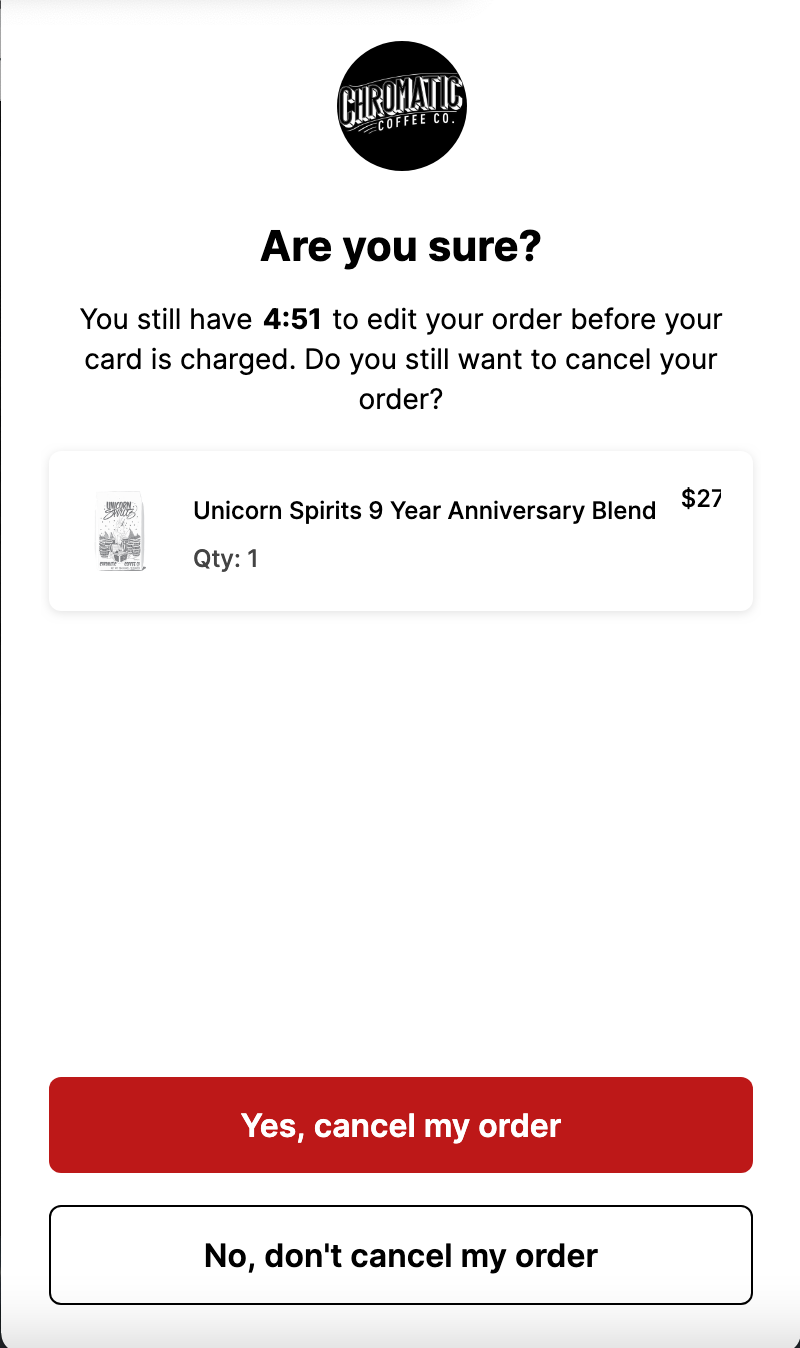 CHROMATIC
COFFEE CO.
Are you sure?
You still have 4:51 to edit your order before your
card is charged. Do you still want to cancel your
order?
UNICORN
SPIRITS
Unicorn Spirits 9 Year Anniversary Blend
$27
Qty: 1
Yes, cancel my order
No, don't cancel my order